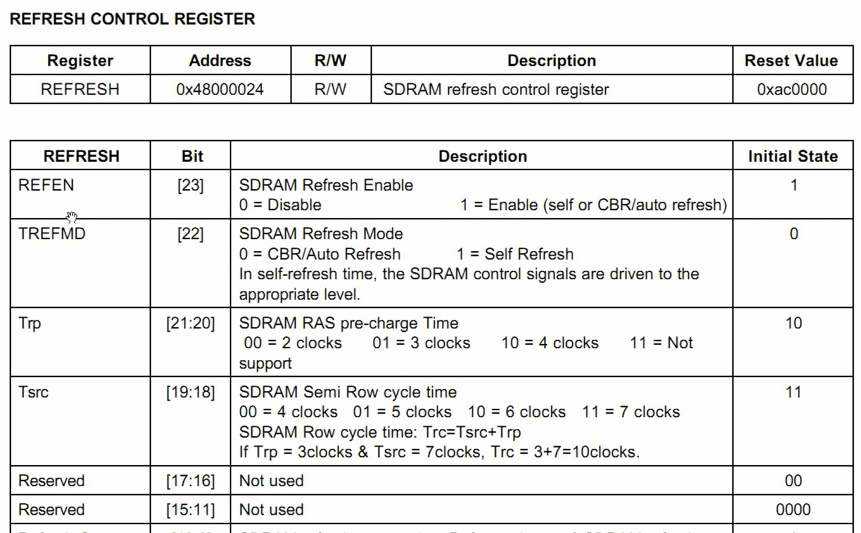 REFRESH CONTROL REGISTER
Register Address R/W Description Reset Value
REFRESH 0x48000024 R/W SDRAM refresh control register 0xac0000
REFRESH Bit Description Initial State
REFEN [23] SDRAM Refresh Enable 1
0 = Disable 1 = Enable (self or CBR/auto refresh)
TREFMD [22] SDRAM Refresh Mode 0
0 = CBR/Auto Refresh 1 = Self Refresh
In self-refresh time, the SDRAM control signals are driven to the
appropriate level.
Trp [21:20] SDRAM RAS pre-charge Time 10
00 = 2 clocks 01 = 3 clocks 10 = 4 clocks 11 = Not
support
Tsrc [19:18] SDRAM Semi Row cycle time 11
00 = 4 clocks 01 = 5 clocks 10 = 6 clocks 11 = 7 clocks
SDRAM Row cycle time: Trc=Tsrc+Trp
If Trp = 3clocks & Tsrc = 7clocks, Trc = 3+7=10clocks.
Reserved [17:16] Not used 00
Reserved [15:11] Not used 0000